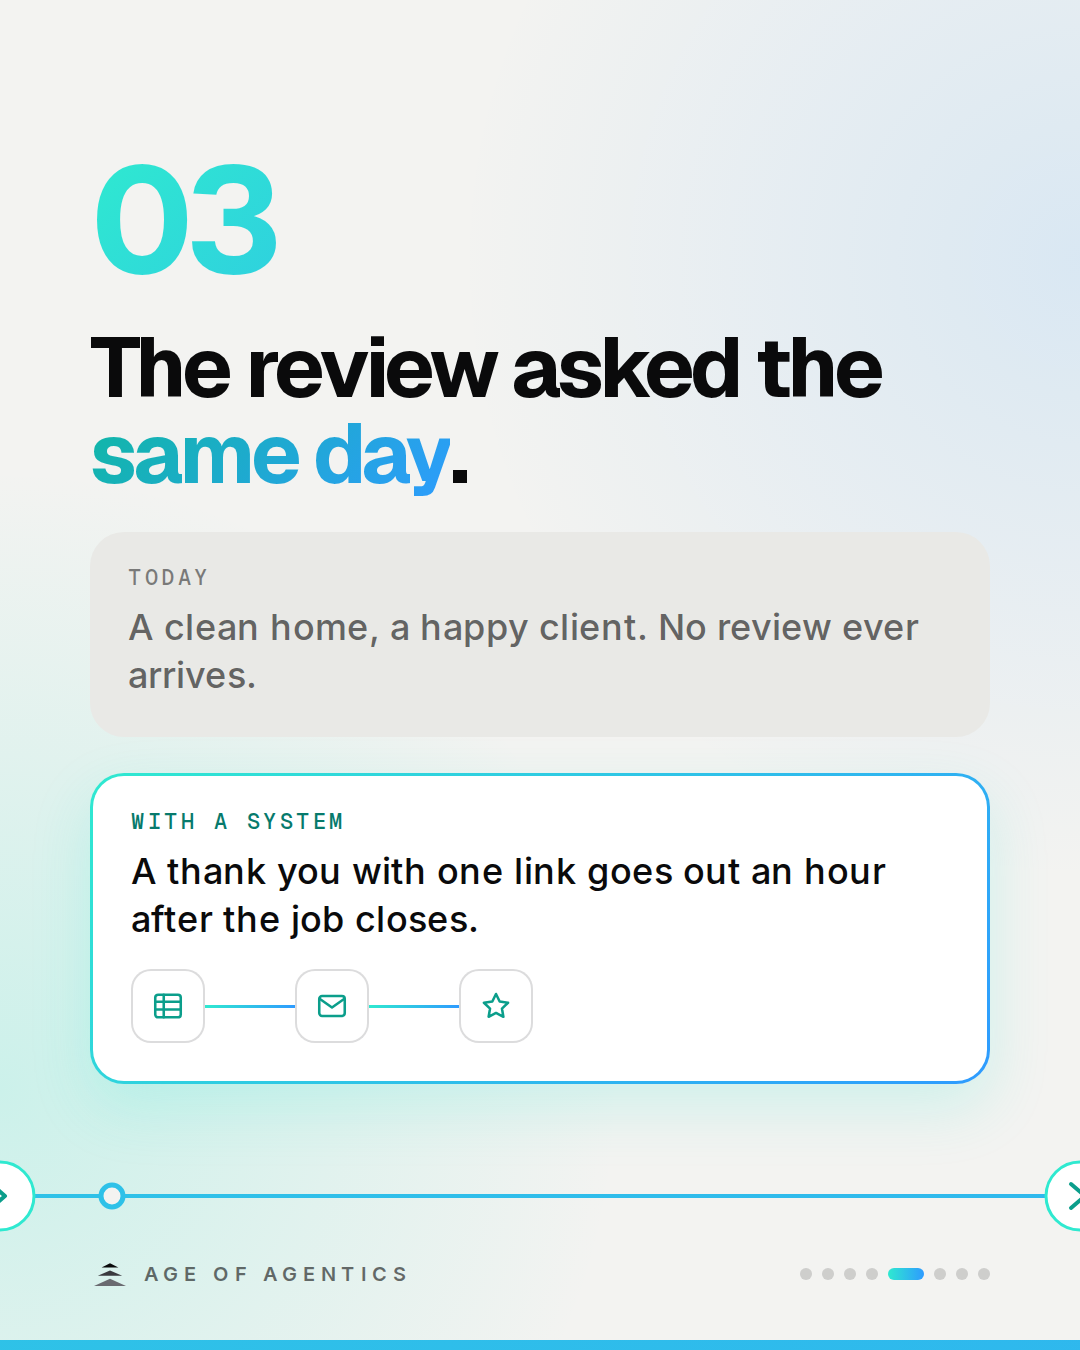 03
The review asked the
same day.
TODAY
A clean home, a happy client. No review ever
arrives.
WITH A SYSTEM
A thank you with one link goes out an hour
after the job closes.
AGE OF AGENTICS